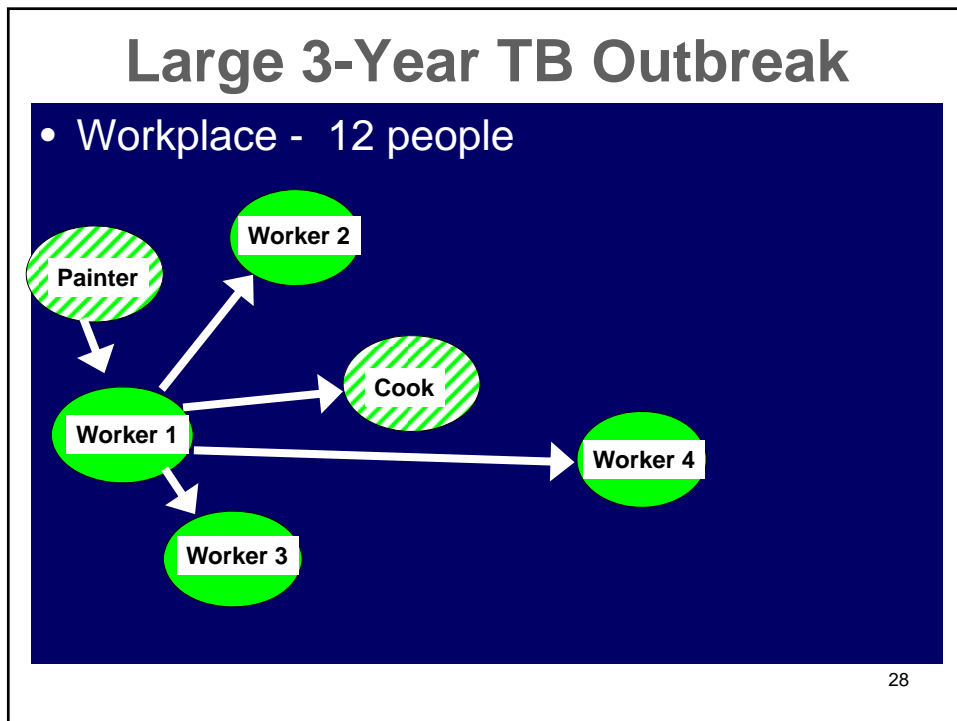 Large 3-Year TB Outbreak
• Workplace - 12 people
Worker 2
Painter
Cook
Worker 1
Worker 4
Worker 3
28